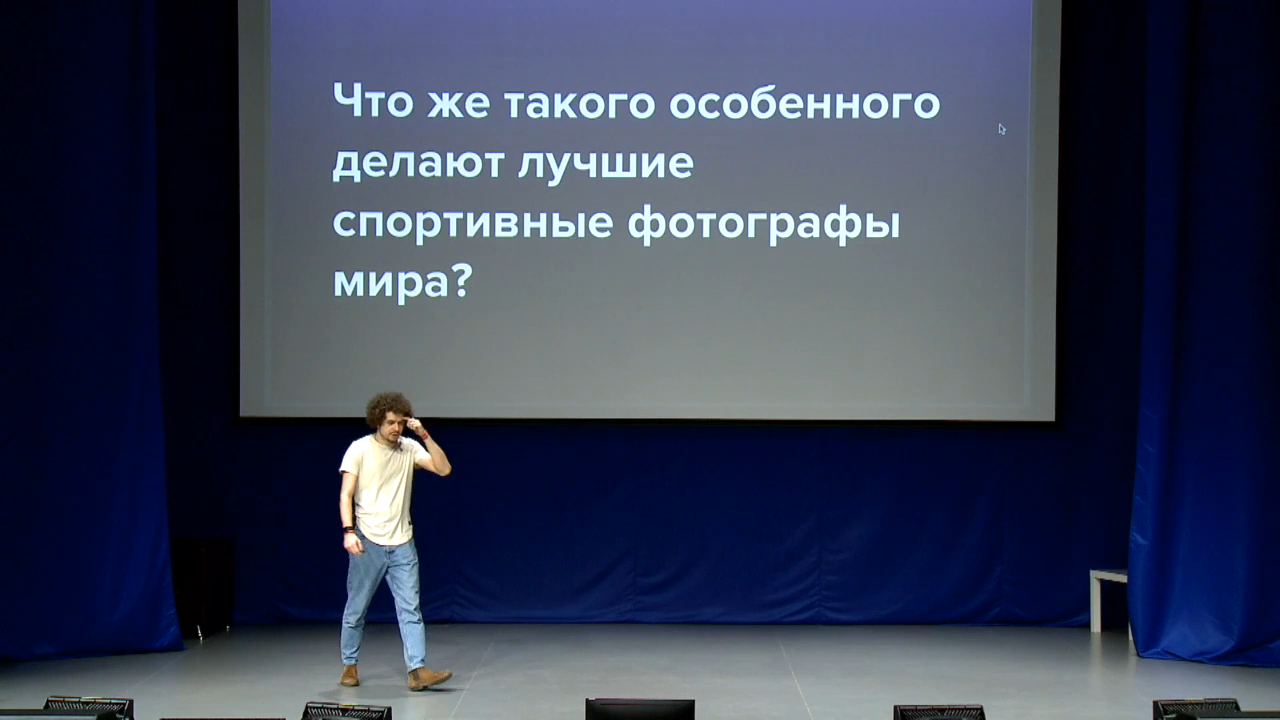 Что же такого особенного
делают лучшие
спортивные фотографы
мира?